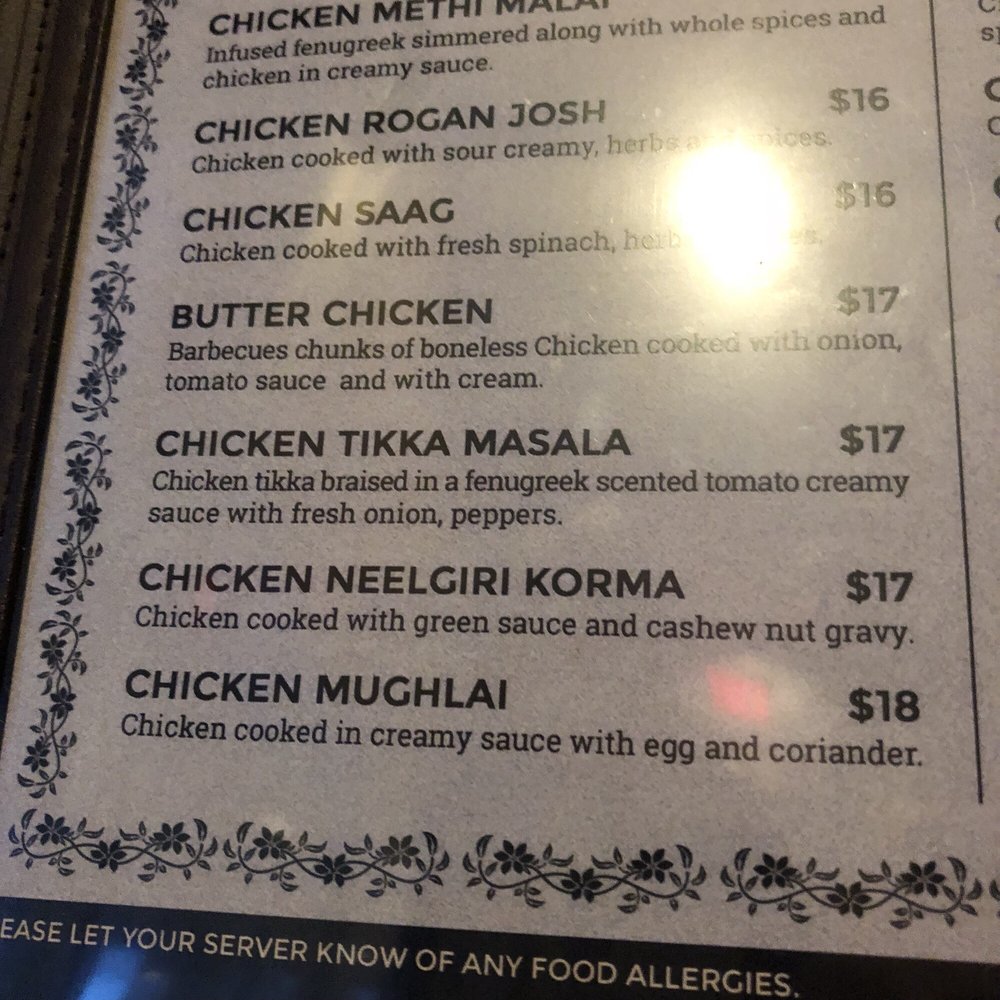 CHICKEN METHI MALAI
Infused fenugreek simmered along with whole spices and
chicken in creamy sauce.
CHICKEN ROGAN JOSH $16
Chicken cooked with sour creamy, herbs
CHICKEN SAAG $16
Chicken cooked with fresh spinach,
BUTTER CHICKEN $17
Barbecues chunks of boneless Chicken cooked with onion,
tomato sauce and with cream.
CHICKEN TIKKA MASALA $17
Chicken tikka braised in a fenugreek scented tomato creamy
sauce with fresh onion, peppers.
CHICKEN NEELGIRI KORMA $17
Chicken cooked with green sauce and cashew nut gravy.
CHICKEN MUGHLAI $18
Chicken cooked in creamy sauce with egg and coriander.
EASE LET YOUR SERVER KNOW OF ANY FOOD ALLERGIES.